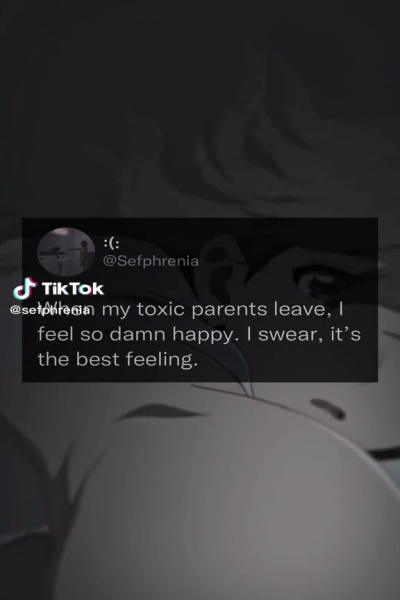 :(:
@Sefphrenia
TikTok
@sefphrenia
When my toxic parents leave, I
feel so damn happy. I swear, it's
the best feeling.